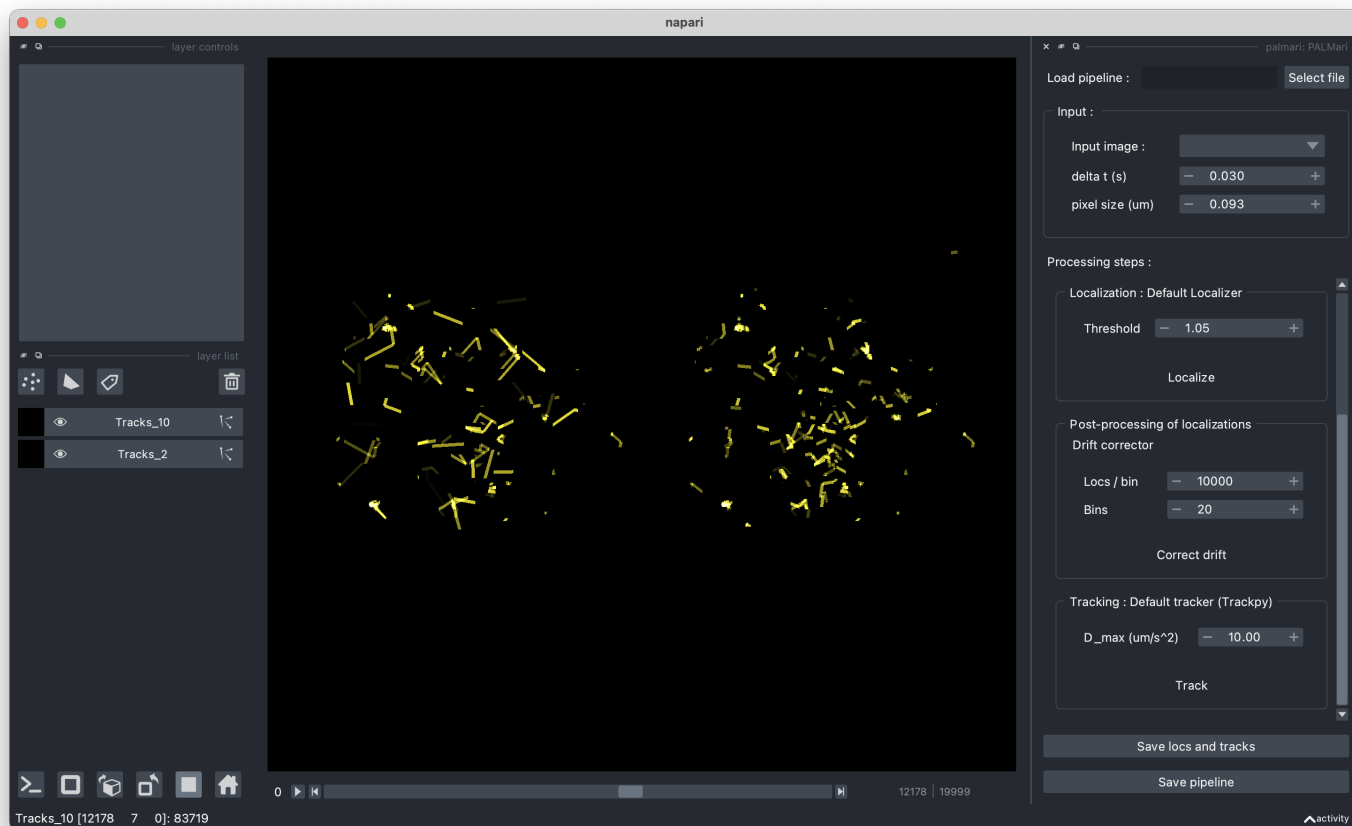 napari
layer controls
palmari: PALMari
Load pipeline :
Select file
Input :
Input image :
delta t (s)
− 0.030 +
pixel size (um)
− 0.093 +
Processing steps :
Localization : Default Localizer
Threshold
− 1.05 +
Localize
layer list
Tracks_10
Tracks_2
Post-processing of localizations
Drift corrector
Locs / bin
− 10000 +
Bins
− 20 +
Correct drift
Tracking : Default tracker (Trackpy)
D_max (um/s^2)
− 10.00 +
Track
Save locs and tracks
Save pipeline
0
12178 | 19999
Tracks_10 [12178 7 0]: 83719
activity